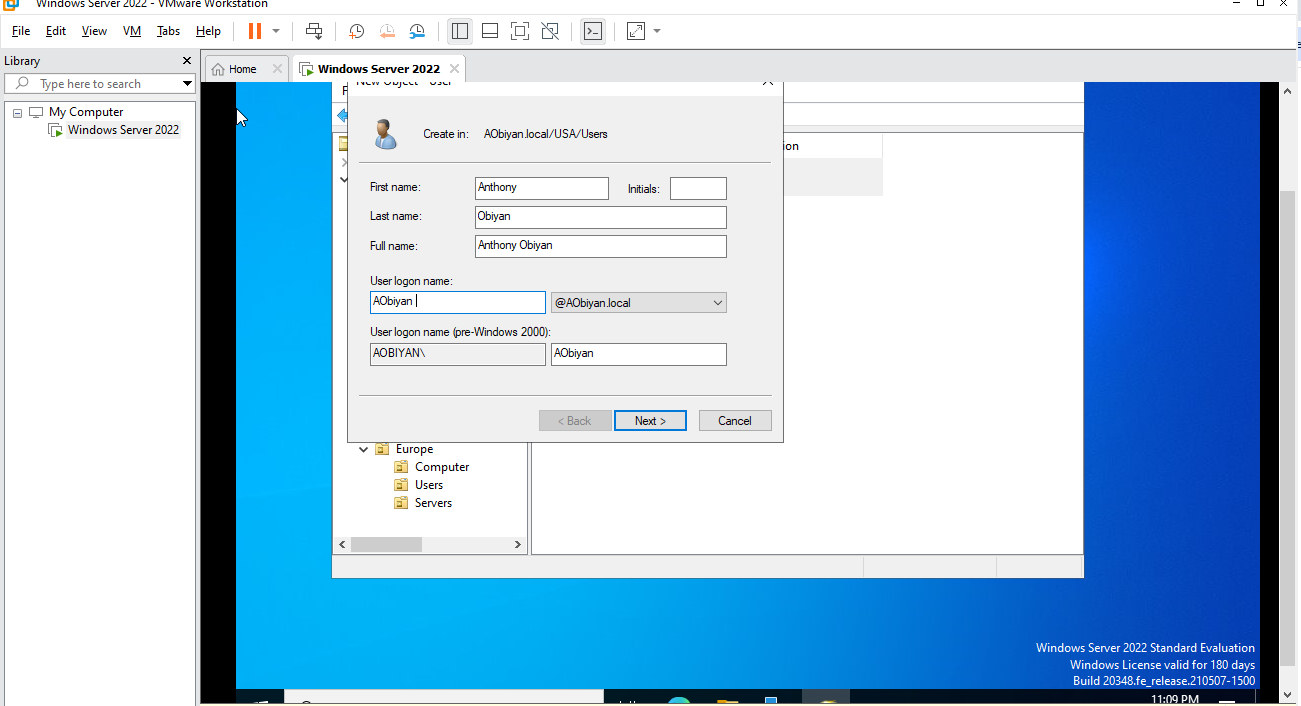 Windows Server 2022 - VMware Workstation
File Edit View VM Tabs Help
Library
Type here to search
My Computer
Windows Server 2022
Home
Windows Server 2022
New Object - User
Create in: AObiyan.local/USA/Users
First name: Anthony Initials:
Last name: Obiyan
Full name: Anthony Obiyan
User logon name:
AObiyan @AObiyan.local
User logon name (pre-Windows 2000):
AOBIYAN\ AObiyan
< Back Next > Cancel
Europe
Computer
Users
Servers
Windows Server 2022 Standard Evaluation
Windows License valid for 180 days
Build 20348.fe_release.210507-1500
11:09 PM